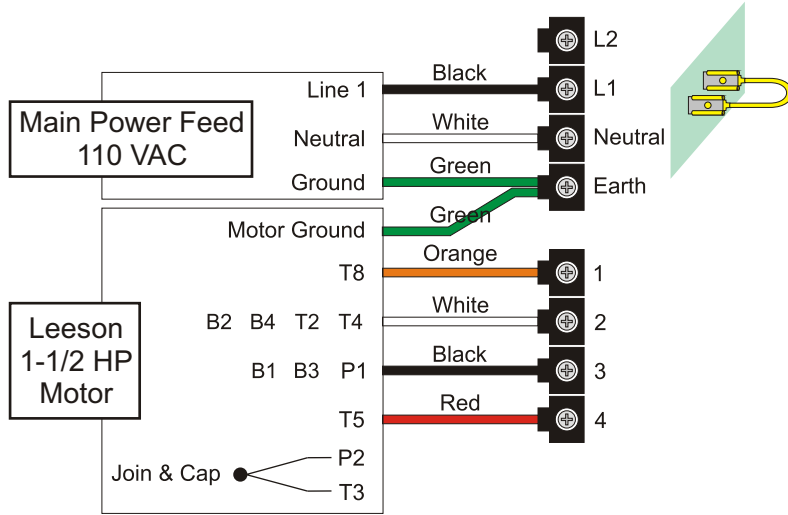 L2
Line 1 Black L1
Main Power Feed
110 VAC
Neutral White Neutral
Ground Green Earth
Motor Ground Green
T8 Orange 1
Leeson
1-1/2 HP
Motor
B2 B4 T2 T4 White 2
B1 B3 P1 Black 3
T5 Red 4
Join & Cap
P2
T3